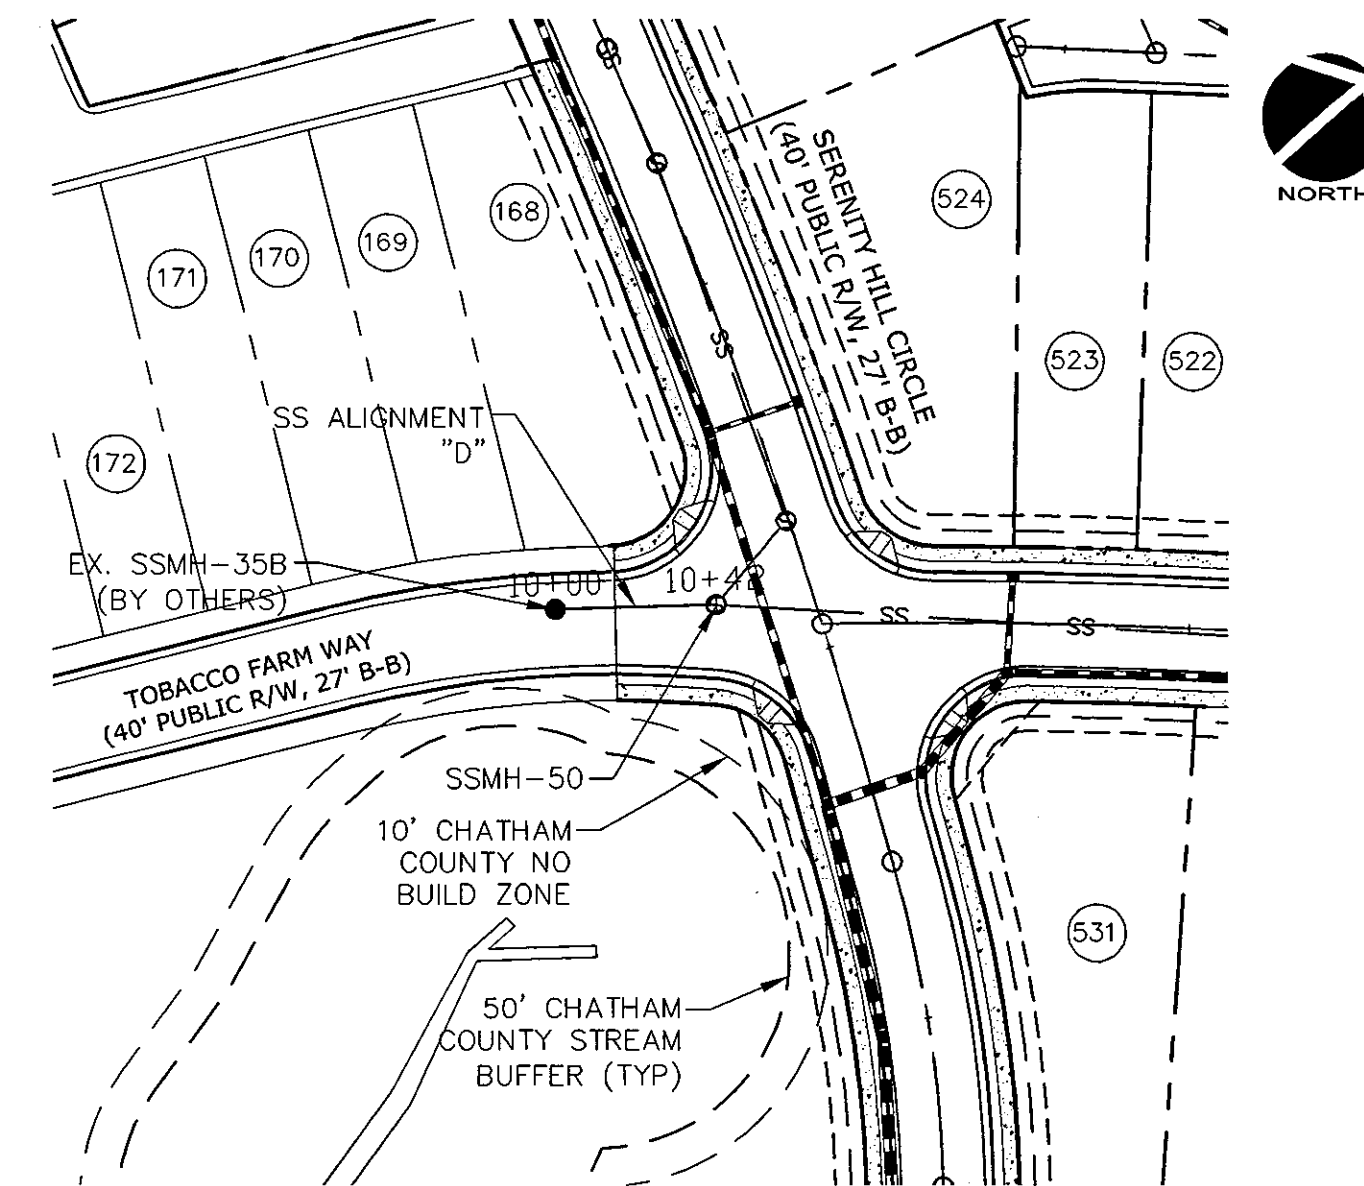 NORTH
SERENITY HILL CIRCLE
(40' PUBLIC R/W, 27' B-B)
524
168
169
170
171
523
522
SS
SS ALIGNMENT
"D"
172
EX. SSMH-35B
(BY OTHERS)
10+00
SS
SS
TOBACCO FARM WAY
(40' PUBLIC R/W, 27' B-B)
SSMH-50
10' CHATHAM
COUNTY NO
BUILD ZONE
531
50' CHATHAM
COUNTY STREAM
BUFFER (TYP)